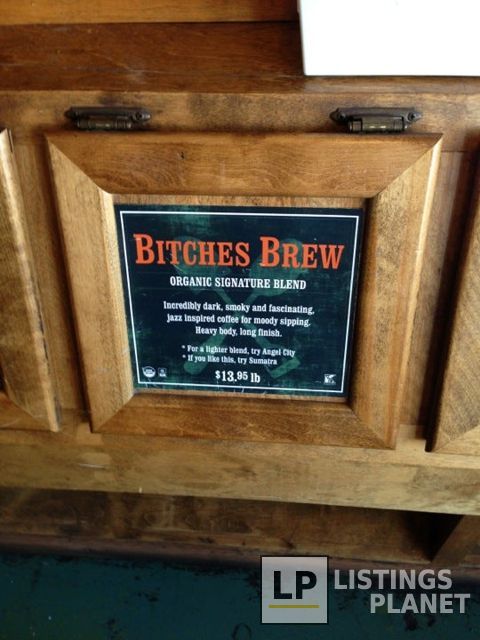 BITCHES BREW
ORGANIC SIGNATURE BLEND
Incredibly dark, smoky and fascinating,
jazz inspired coffee for moody sipping.
Heavy body, long finish.
* For a lighter blend, try Angel City
* If you like this, try Sumatra
$13.95 lb
LP LISTINGS
PLANET